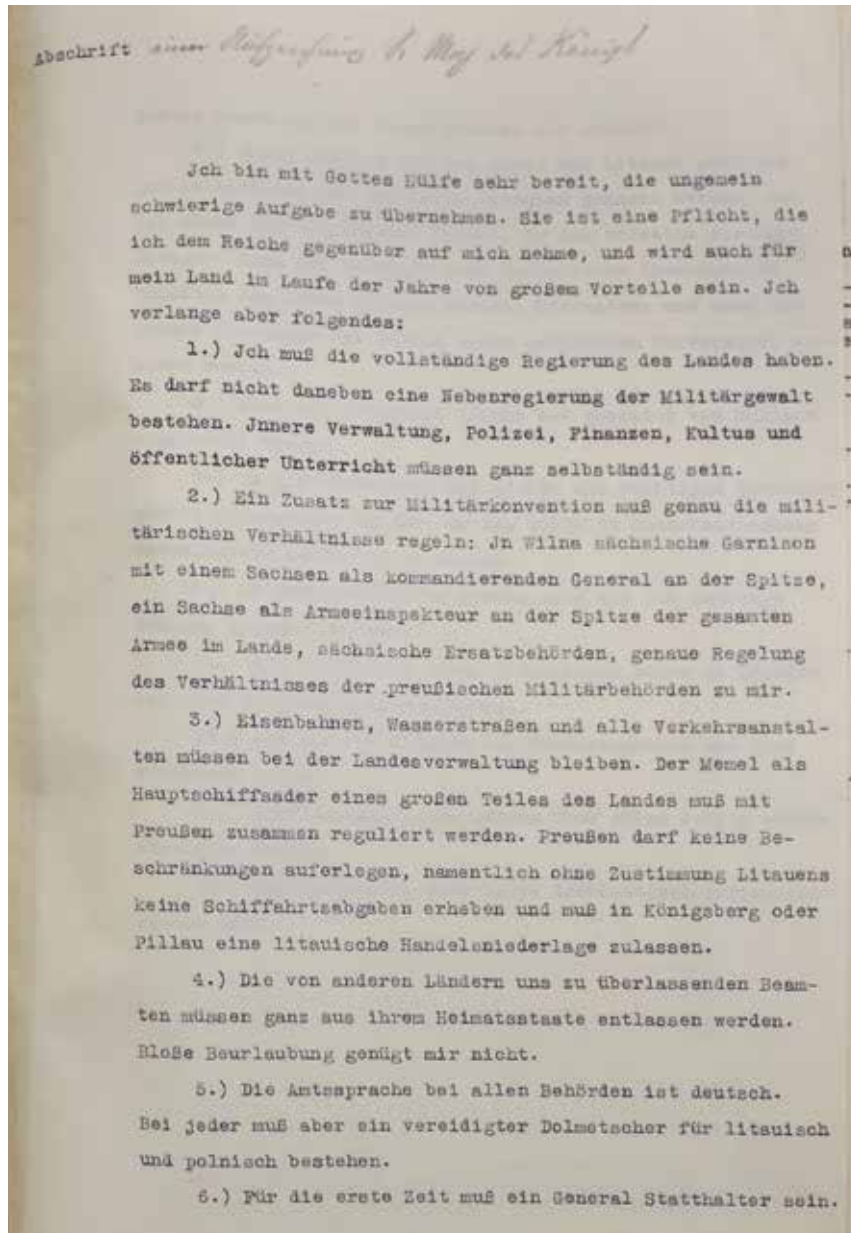 Abschrift einer Aufzeichnung Sr Maj des Königs
Jch bin mit Gottes Hülfe sehr bereit, die ungemein
schwierige Aufgabe zu übernehmen. Sie ist eine Pflicht, die
ich dem Reiche gegenüber auf mich nehme, und wird auch für
mein Land im Laufe der Jahre von großem Vorteile sein. Jch
verlange aber folgendes:
1.) Jch muß die vollständige Regierung des Landes haben.
Es darf nicht daneben eine Nebenregierung der Militärgewalt
bestehen. Jnnere Verwaltung, Polizei, Finanzen, Kultus und
öffentlicher Unterricht müssen ganz selbständig sein.
2.) Ein Zusatz zur Militärkonvention muß genau die mili-
tärischen Verhältnisse regeln: Jn Wilna sächsische Garnison
mit einem Sachsen als kommandierenden General an der Spitze,
ein Sachse als Armeeinspekteur an der Spitze der gesamten
Armee im Lande, sächsische Ersatzbehörden, genaue Regelung
des Verhältnisses der preußischen Militärbehörden zu mir.
3.) Eisenbahnen, Wasserstraßen und alle Verkehrsanstal-
ten müssen bei der Landesverwaltung bleiben. Der Memel als
Hauptschiffsader eines großen Teiles des Landes muß mit
Preußen zusammen reguliert werden. Preußen darf keine Be-
schränkungen auferlegen, namentlich ohne Zustimmung Litauens
keine Schiffahrtsabgaben erheben und muß in Königsberg oder
Pillau eine litauische Handelsniederlage zulassen.
4.) Die von anderen Ländern uns zu überlassenden Beam-
ten müssen ganz aus ihrem Heimatsstaate entlassen werden.
Bloße Beurlaubung genügt mir nicht.
5.) Die Amtssprache bei allen Behörden ist deutsch.
Bei jeder muß aber ein vereidigter Dolmetscher für litauisch
und polnisch bestehen.
6.) Für die erste Zeit muß ein General Statthalter sein.